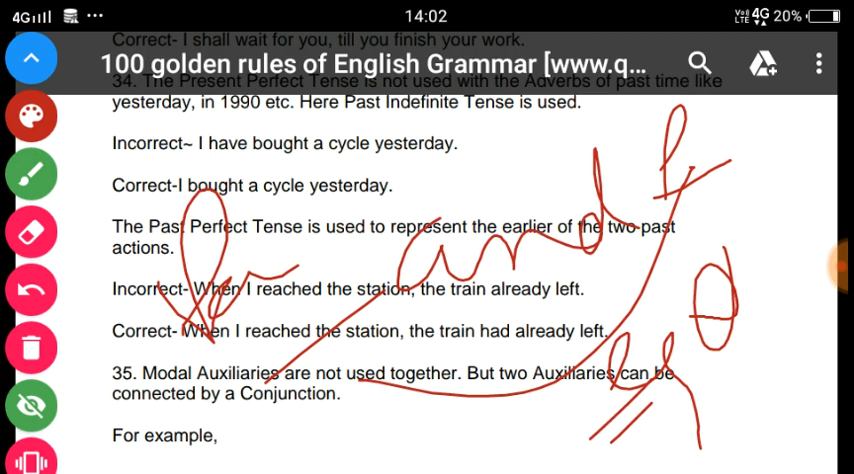 4G 14:02 VoD LTE 4G 20%
Correct- I shall wait for you, till you finish your work.
100 golden rules of English Grammar [www.q...
34. The Present Perfect Tense is not used with the Adverbs of past time like
yesterday, in 1990 etc. Here Past Indefinite Tense is used.
Incorrect~ I have bought a cycle yesterday.
Correct-I bought a cycle yesterday.
The Past Perfect Tense is used to represent the earlier of the two past
actions.
Incorrect- When I reached the station, the train already left.
Correct- When I reached the station, the train had already left.
35. Modal Auxiliaries are not used together. But two Auxiliaries can be
connected by a Conjunction.
For example,